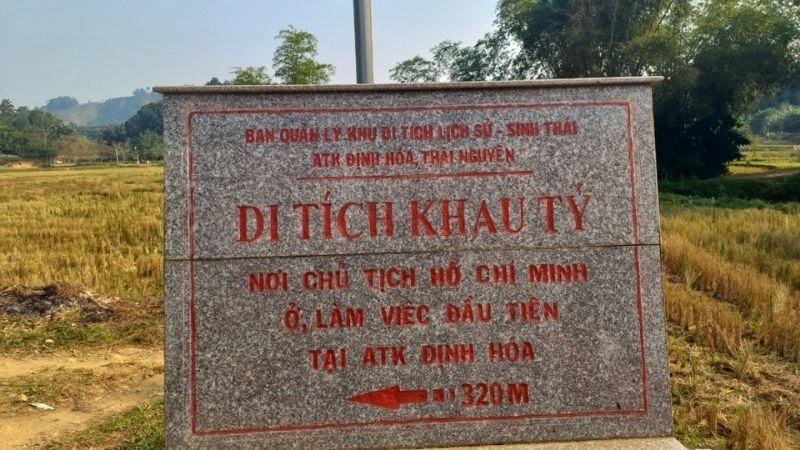 BAN QUẢN LÝ KHU DI TÍCH LỊCH SỬ - SINH THÁI
ATK ĐỊNH HÓA, THÁI NGUYÊN
DI TÍCH KHAU TÝ
NƠI CHỦ TỊCH HỒ CHÍ MINH
Ở, LÀM VIỆC ĐẦU TIÊN
TẠI ATK ĐỊNH HÓA
320M